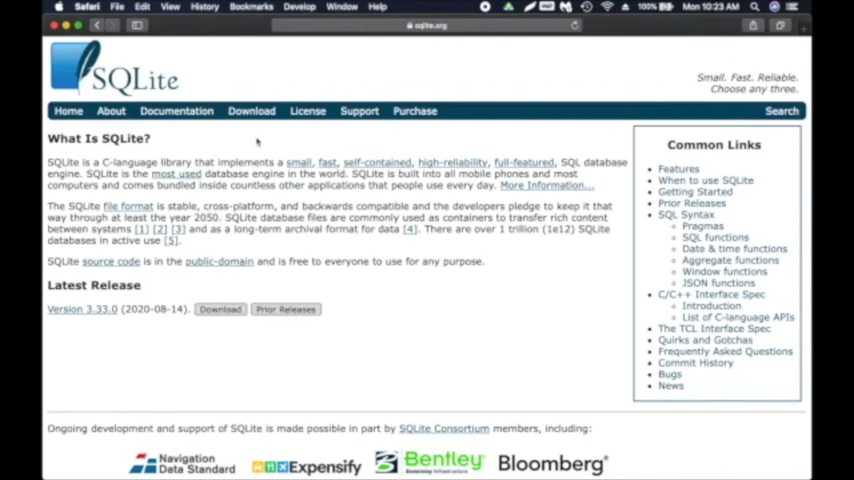 Safari File Edit View History Bookmarks Develop Window Help 100% Mon 10:23 AM
sqlite.org
SQLite
Small. Fast. Reliable.
Choose any three.
Home About Documentation Download License Support Purchase Search
What Is SQLite?
SQLite is a C-language library that implements a small, fast, self-contained, high-reliability, full-featured, SQL database
engine. SQLite is the most used database engine in the world. SQLite is built into all mobile phones and most
computers and comes bundled inside countless other applications that people use every day. More Information...
The SQLite file format is stable, cross-platform, and backwards compatible and the developers pledge to keep it that
way through at least the year 2050. SQLite database files are commonly used as containers to transfer rich content
between systems [1] [2] [3] and as a long-term archival format for data [4]. There are over 1 trillion (1e12) SQLite
databases in active use [5].
SQLite source code is in the public-domain and is free to everyone to use for any purpose.
Latest Release
Version 3.33.0 (2020-08-14). Download Prior Releases
Common Links
Features
When to use SQLite
Getting Started
Prior Releases
SQL Syntax
Pragmas
SQL functions
Date & time functions
Aggregate functions
Window functions
JSON functions
C/C++ Interface Spec
Introduction
List of C-language APIs
The TCL Interface Spec
Quirks and Gotchas
Frequently Asked Questions
Commit History
Bugs
News
Ongoing development and support of SQLite is made possible in part by SQLite Consortium members, including:
Navigation
Data Standard
Expensify
Bentley
Bloomberg